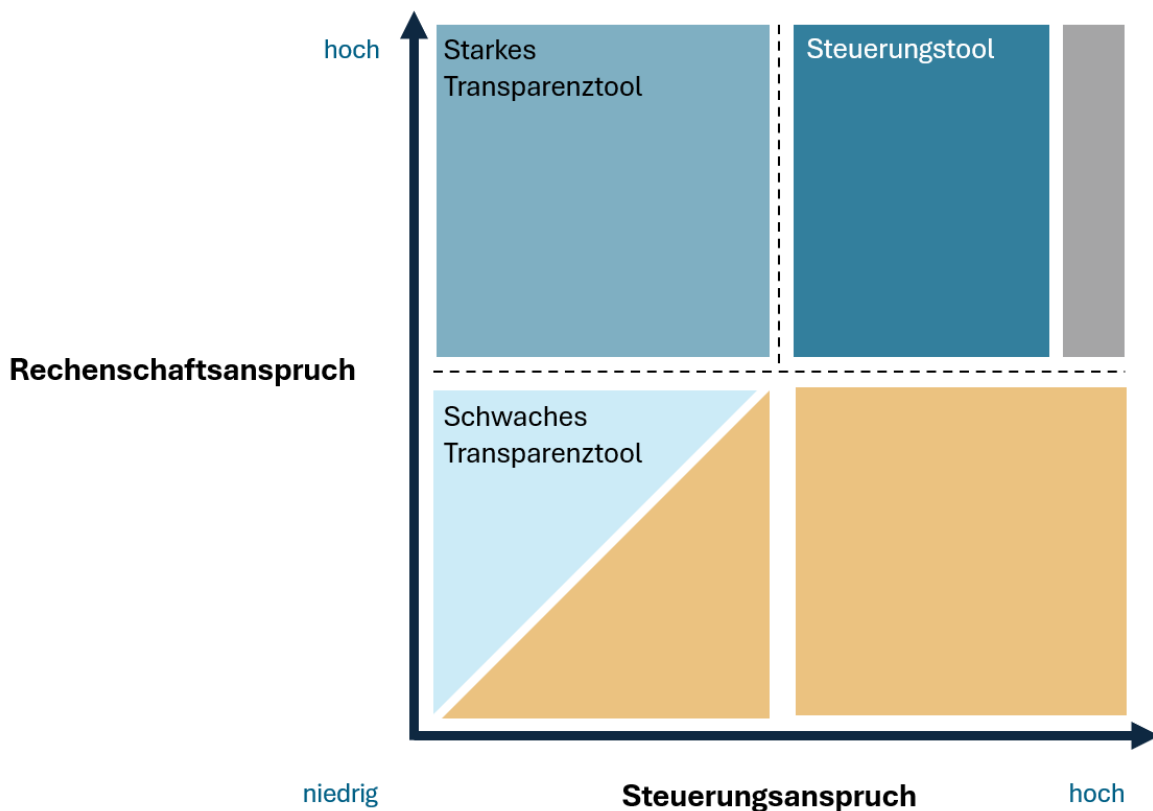 hoch
Starkes
Transparenztool
Steuerungstool
Rechenschaftsanspruch
Schwaches
Transparenztool
niedrig
Steuerungsanspruch
hoch